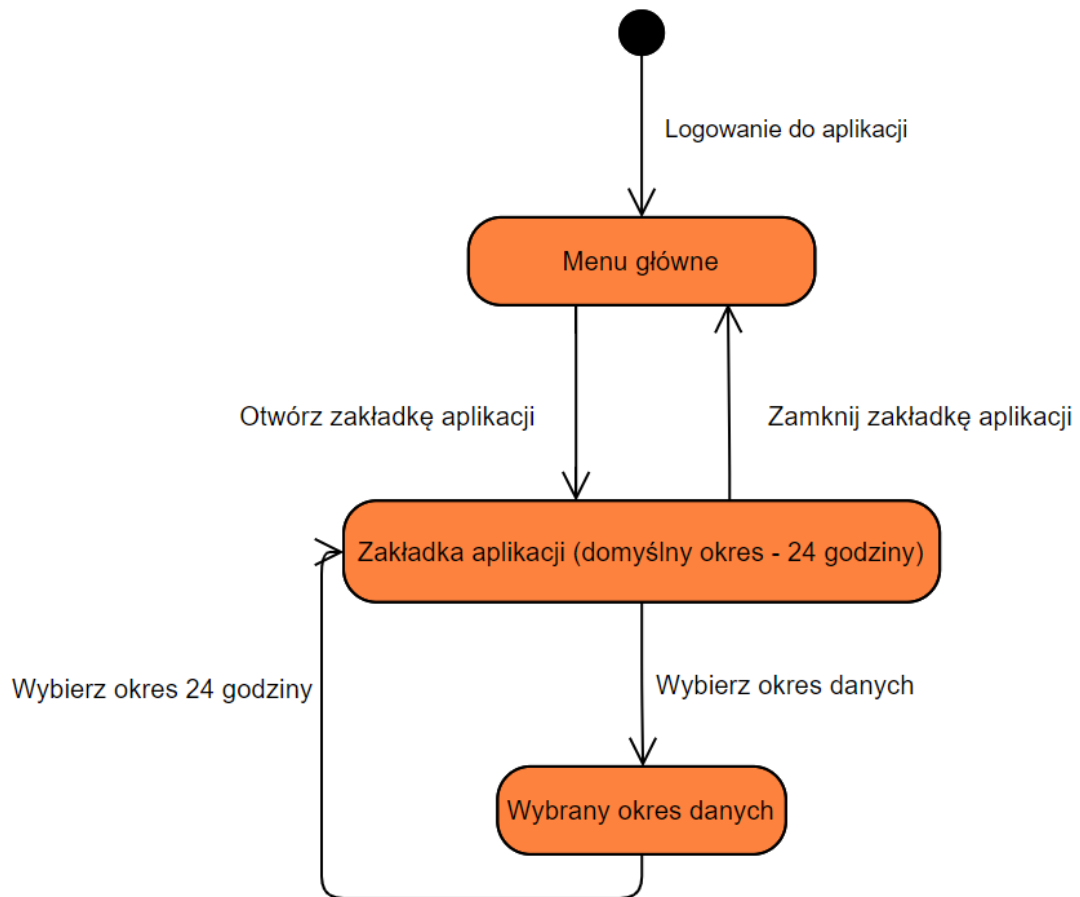 Logowanie do aplikacji
Menu główne
Otwórz zakładkę aplikacji
Zamknij zakładkę aplikacji
Zakładka aplikacji (domyślny okres - 24 godziny)
Wybierz okres 24 godziny
Wybierz okres danych
Wybrany okres danych